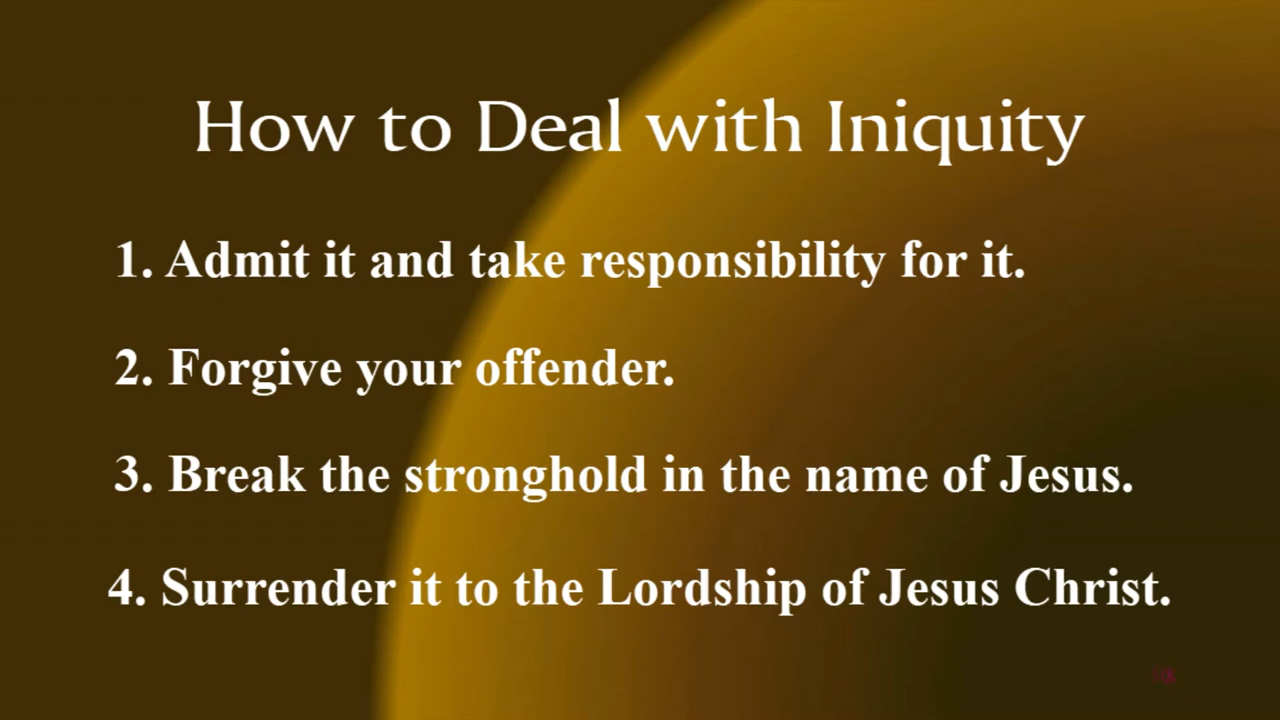 How to Deal with Iniquity
1. Admit it and take responsibility for it.
2. Forgive your offender.
3. Break the stronghold in the name of Jesus.
4. Surrender it to the Lordship of Jesus Christ.